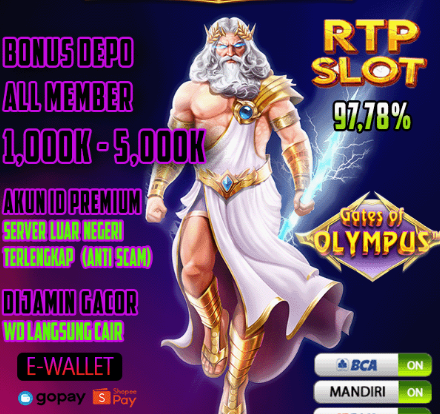 BONUS DEPO
ALL MEMBER
1,000K - 5,000K
AKUN ID PREMIUM
SERVER LUAR NEGERI
TERLENGKAP (ANTI SCAM)
DIJAMIN GACOR
WD LANGSUNG CAIR
E-WALLET
gopay
Shopee
Pay
RTP
SLOT
97,78%
Gates of
OLYMPUS
BCA ON
MANDIRI ON